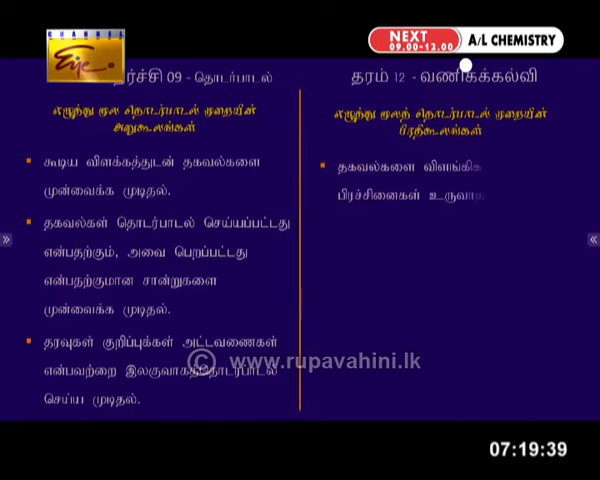 CHANNEL
Eye
NEXT
09.00-12.00
A/L CHEMISTRY
09 - தொடர்பாடல்
தரம் 12 - வணிகக்கல்வி
எழுத்து மூல தொடர்பாடல் முறையின்
அனுகூலங்கள்
கூடிய விளக்கத்துடன் தகவல்களை
முன்வைக்க முடிதல்.
தகவல்கள் தொடர்பாடல் செய்யப்பட்டது
என்பதற்கும், அவை பெறப்பட்டது
என்பதற்குமான சான்றுகளை
முன்வைக்க முடிதல்.
தரவுகள் குறிப்புக்கள் அட்டவணைகள்
என்பவற்றை இலகுவாகத்தொடர்பாடல்
செய்ய முடிதல்.
எழுத்து மூலத் தொடர்பாடல் முறையின்
பிரதிகூலங்கள்
தகவல்களை
பிரச்சினைகள்
© www.rupavahini.lk
07:19:39